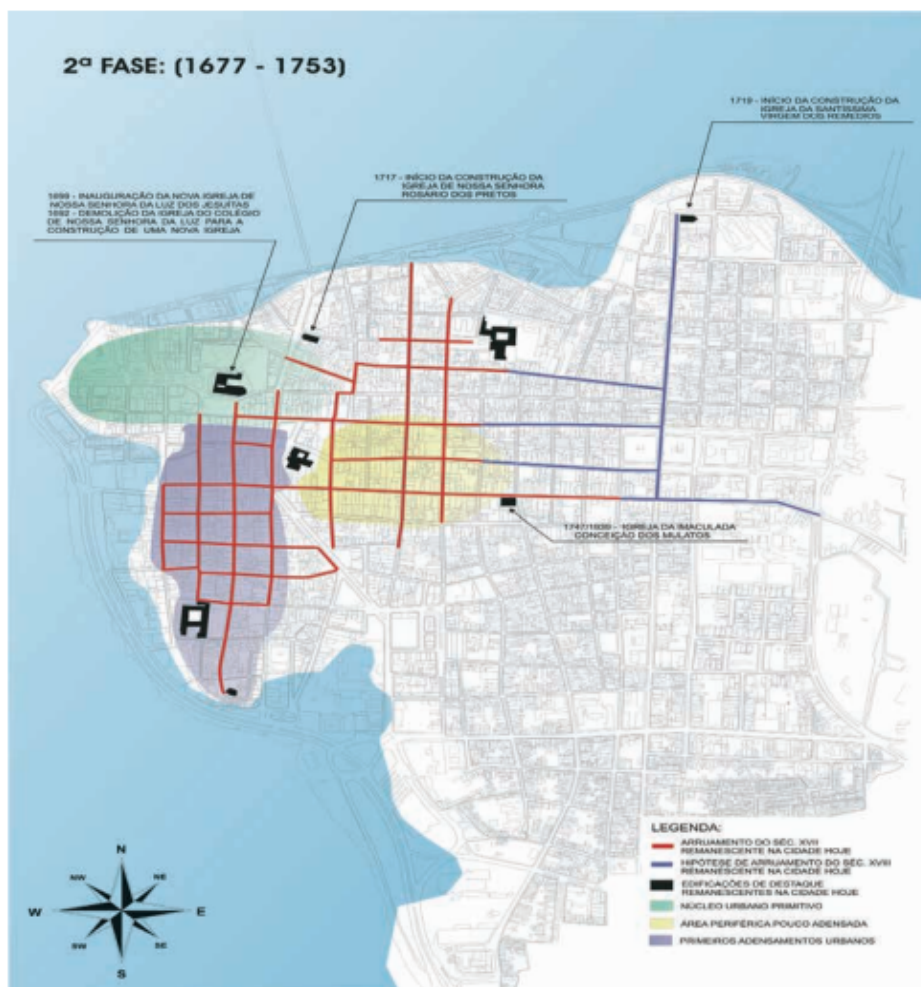 2ª FASE: (1677 - 1753)
1719 - INÍCIO DA CONSTRUÇÃO DA
IGREJA DA SANTÍSSIMA
VIRGEM DOS REMÉDIOS
1717 - INÍCIO DA CONSTRUÇÃO DA
IGREJA DE NOSSA SENHORA
ROSÁRIO DOS PRETOS
INAUGURAÇÃO DA NOVA IGREJA DE
NOSSA SENHORA DA LUZ DOS JESUÍTAS
DEMOLIÇÃO DA IGREJA DO COLÉGIO
DE NOSSA SENHORA DA LUZ PARA A
CONSTRUÇÃO DE UMA NOVA IGREJA
IGREJA DA IMACULADA
CONCEIÇÃO DOS MULATOS
LEGENDA:
ARRUAMENTO DO SÉC. XVII
REMANESCENTE NA CIDADE HOJE
HIPÓTESE DE ARRUAMENTO DO SÉC. XVIII
REMANESCENTE NA CIDADE HOJE
EDIFICAÇÕES DE DESTAQUE
REMANESCENTES NA CIDADE HOJE
NÚCLEO URBANO PRIMITIVO
ÁREA PERIFÉRICA POUCO ADENSADA
PRIMEIROS ADENSAMENTOS URBANOS
N
NW
NE
W
E
SW
SE
S